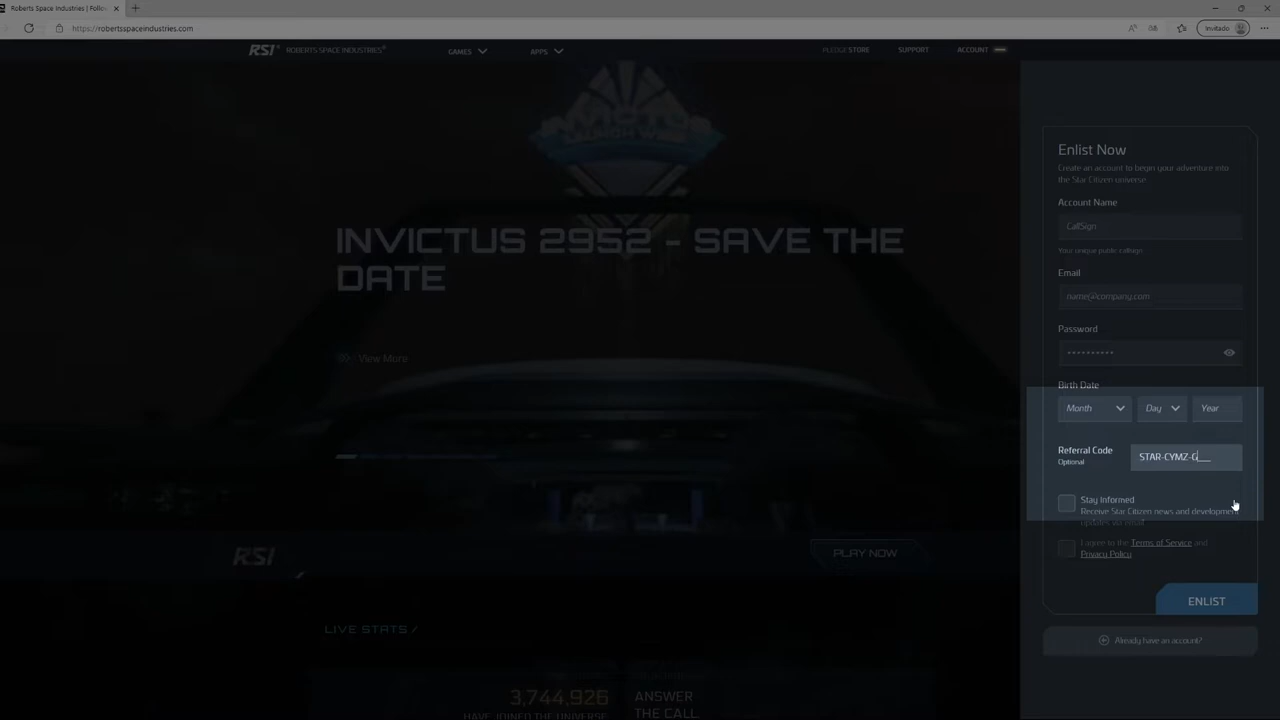 Roberts Space Industries | Follow
https://robertsspaceindustries.com
Invitado
RSI
ROBERTS SPACE INDUSTRIES®
GAMES
APPS
PLEDGE STORE
SUPPORT
ACCOUNT
INVICTUS 2952 - SAVE THE
DATE
View More
RSI
PLAY NOW
LIVE STATS /
3,744,926
HAVE JOINED THE UNIVERSE
ANSWER
THE CALL
Enlist Now
Create an account to begin your adventure into
the Star Citizen universe
Account Name
CallSign
Your unique public callsign
Email
name@company.com
Password
••••••••••
Birth Date
Month
Day
Year
Referral Code
Optional
STAR-CYMZ-G___
Stay Informed
Receive Star Citizen news and development
updates via email.
I agree to the Terms of Service and
Privacy Policy
ENLIST
Already have an account?